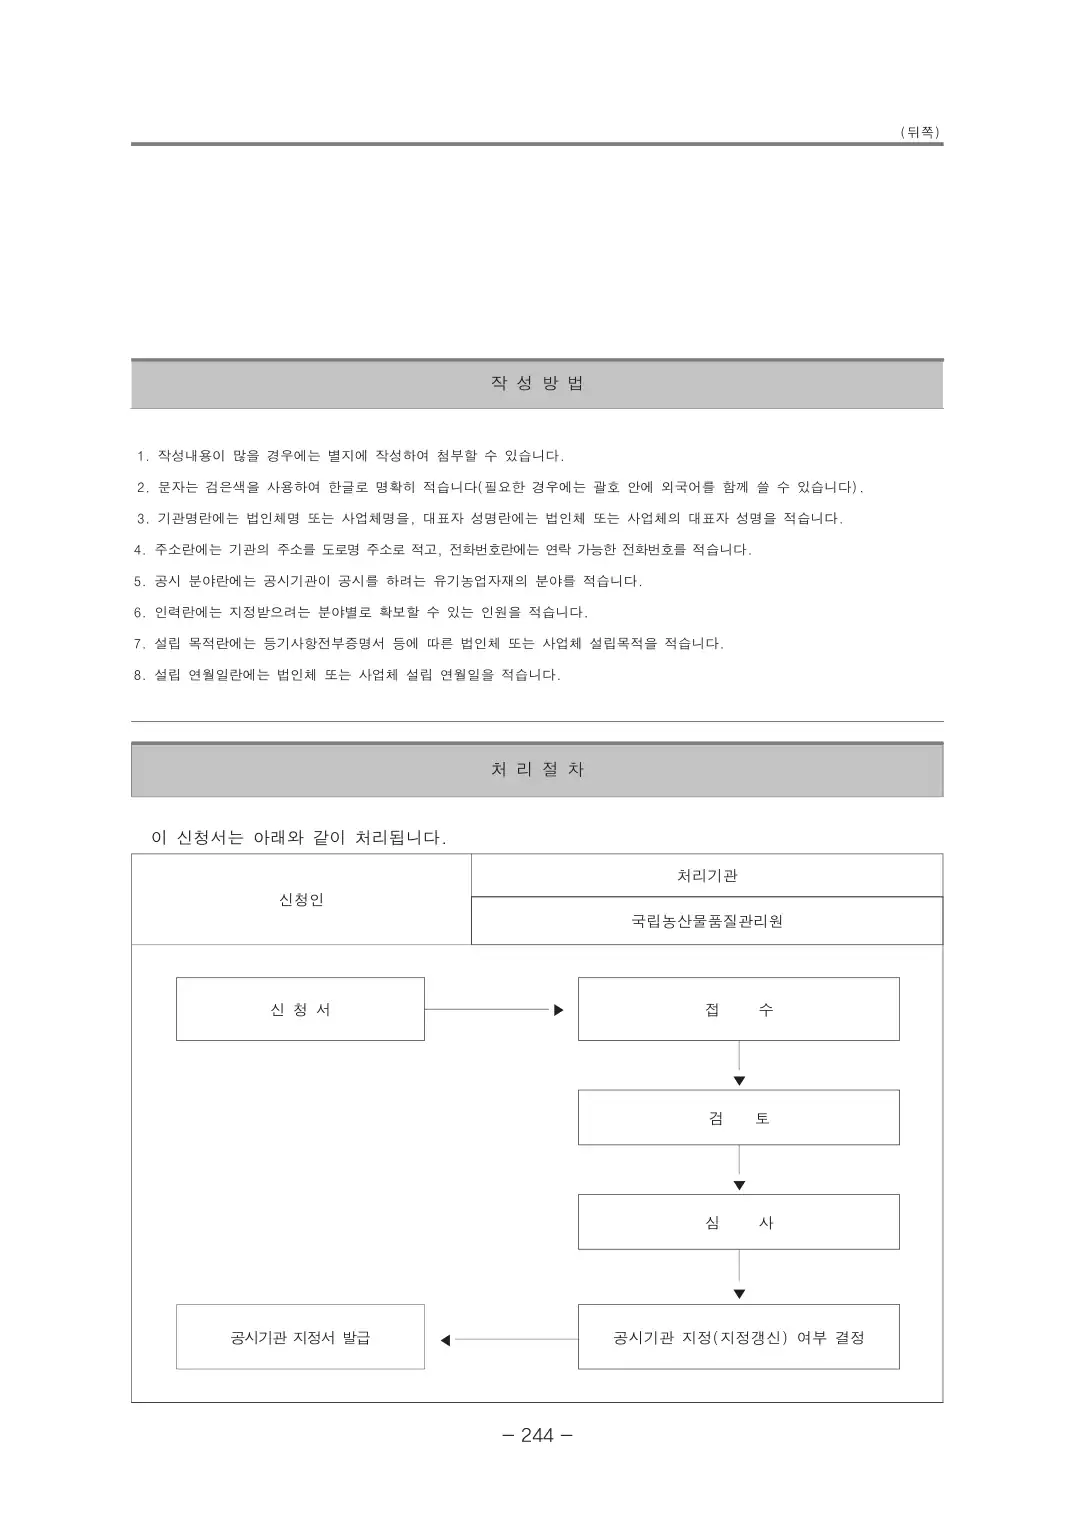 (뒤쪽)
작 성 방 법
1. 작성내용이 많을 경우에는 별지에 작성하여 첨부할 수 있습니다.
2. 문자는 검은색을 사용하여 한글로 명확히 적습니다(필요한 경우에는 괄호 안에 외국어를 함께 쓸 수 있습니다).
3. 기관명란에는 법인체명 또는 사업체명을, 대표자 성명란에는 법인체 또는 사업체의 대표자 성명을 적습니다.
4. 주소란에는 기관의 주소를 도로명 주소로 적고, 전화번호란에는 연락 가능한 전화번호를 적습니다.
5. 공시 분야란에는 공시기관이 공시를 하려는 유기농업자재의 분야를 적습니다.
6. 인력란에는 지정받으려는 분야별로 확보할 수 있는 인원을 적습니다.
7. 설립 목적란에는 등기사항전부증명서 등에 따른 법인체 또는 사업체 설립목적을 적습니다.
8. 설립 연월일란에는 법인체 또는 사업체 설립 연월일을 적습니다.
처 리 절 차
이 신청서는 아래와 같이 처리됩니다.
신청인
처리기관
국립농산물품질관리원
신 청 서
접 수
검 토
심 사
공시기관 지정서 발급
공시기관 지정(지정갱신) 여부 결정
- 244 -